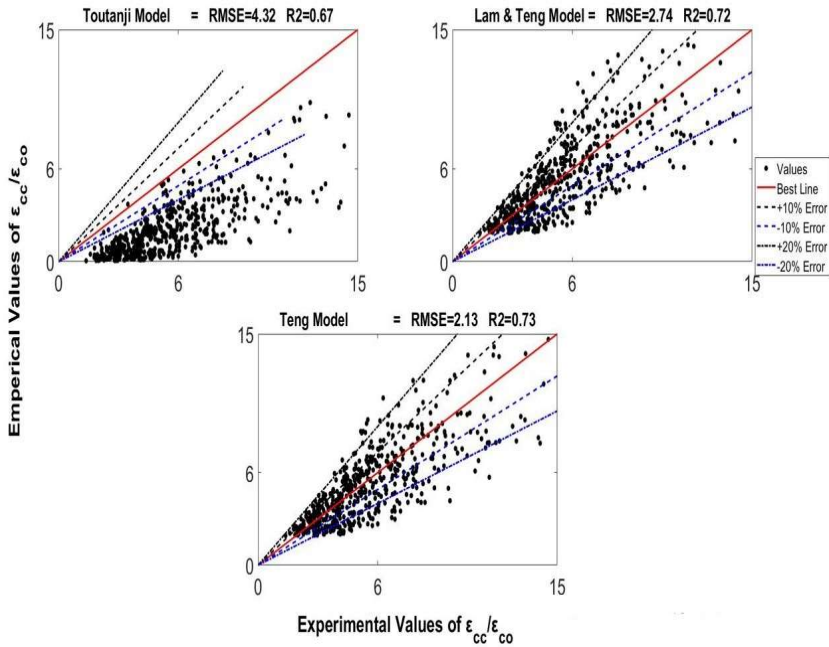 Toutanji Model = RMSE=4.32 R2=0.67
15
6
0
0 6 15
Lam & Teng Model = RMSE=2.74 R2=0.72
15
6
0
0 6 15
Values
Best Line
+10% Error
-10% Error
+20% Error
-20% Error
Teng Model = RMSE=2.13 R2=0.73
15
6
0
0 6 15
Emperical Values of εcc/εco
Experimental Values of εcc/εco